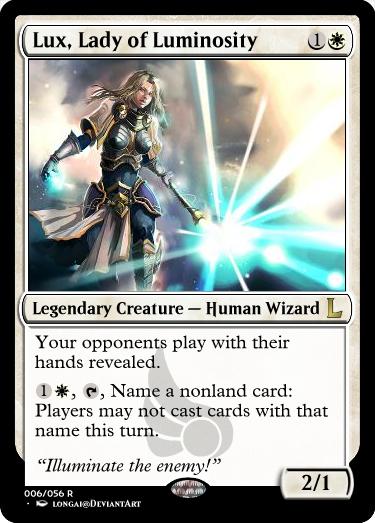 Lux, Lady of Luminosity 1
Legendary Creature — Human Wizard L
Your opponents play with their
hands revealed.
1 , , Name a nonland card:
Players may not cast cards with that
name this turn.
“Illuminate the enemy!”
2/1
006/056 R
· LONGAI@DEVIANTART